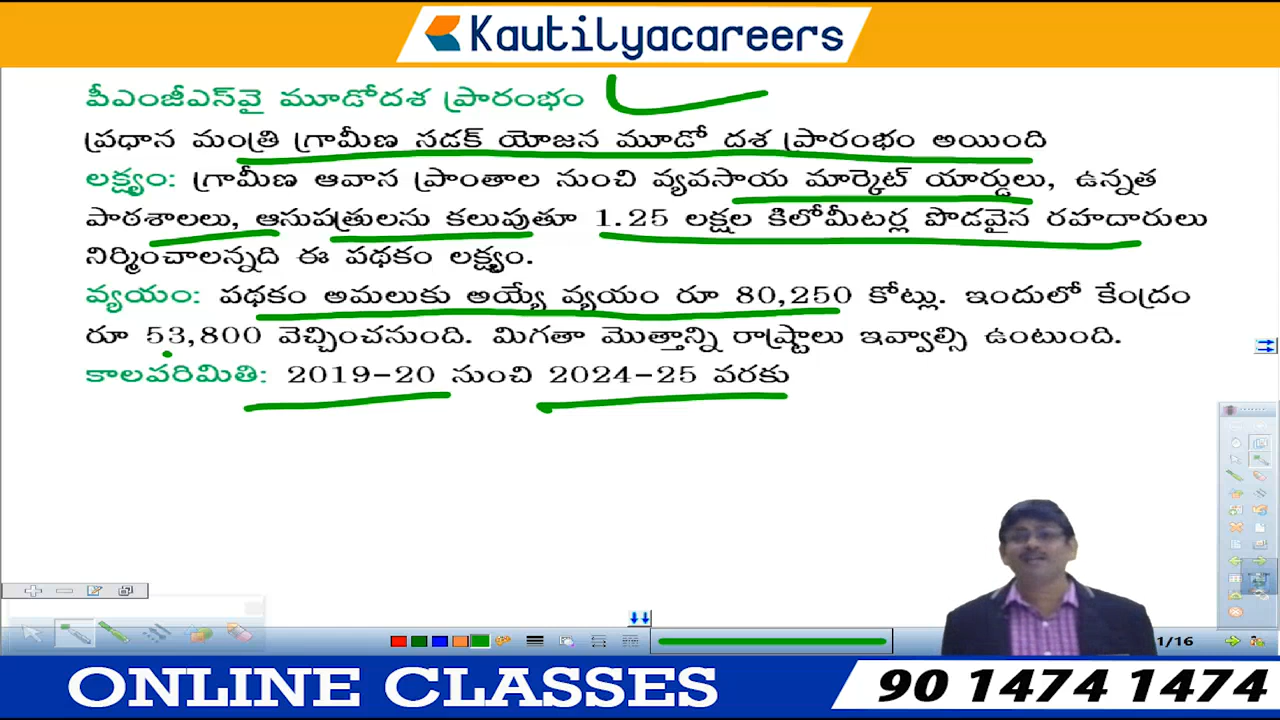 Kautilyacareers
పీఎంజీఎస్‌వై మూడోదశ ప్రారంభం
ప్రధాన మంత్రి గ్రామీణ సడక్ యోజన మూడో దశ ప్రారంభం అయింది
లక్ష్యం: గ్రామీణ ఆవాస ప్రాంతాల నుంచి వ్యవసాయ మార్కెట్ యార్డులు, ఉన్నత
పాఠశాలలు, ఆసుపత్రులను కలుపుతూ 1.25 లక్షల కిలోమీటర్ల పొడవైన రహదారులు
నిర్మించాలన్నది ఈ పథకం లక్ష్యం.
వ్యయం: పథకం అమలుకు అయ్యే వ్యయం రూ 80,250 కోట్లు. ఇందులో కేంద్రం
రూ 53,800 వెచ్చించనుంది. మిగతా మొత్తాన్ని రాష్ట్రాలు ఇవ్వాల్సి ఉంటుంది.
కాలపరిమితి: 2019-20 నుంచి 2024-25 వరకు
1/16
ONLINE CLASSES
90 1474 1474